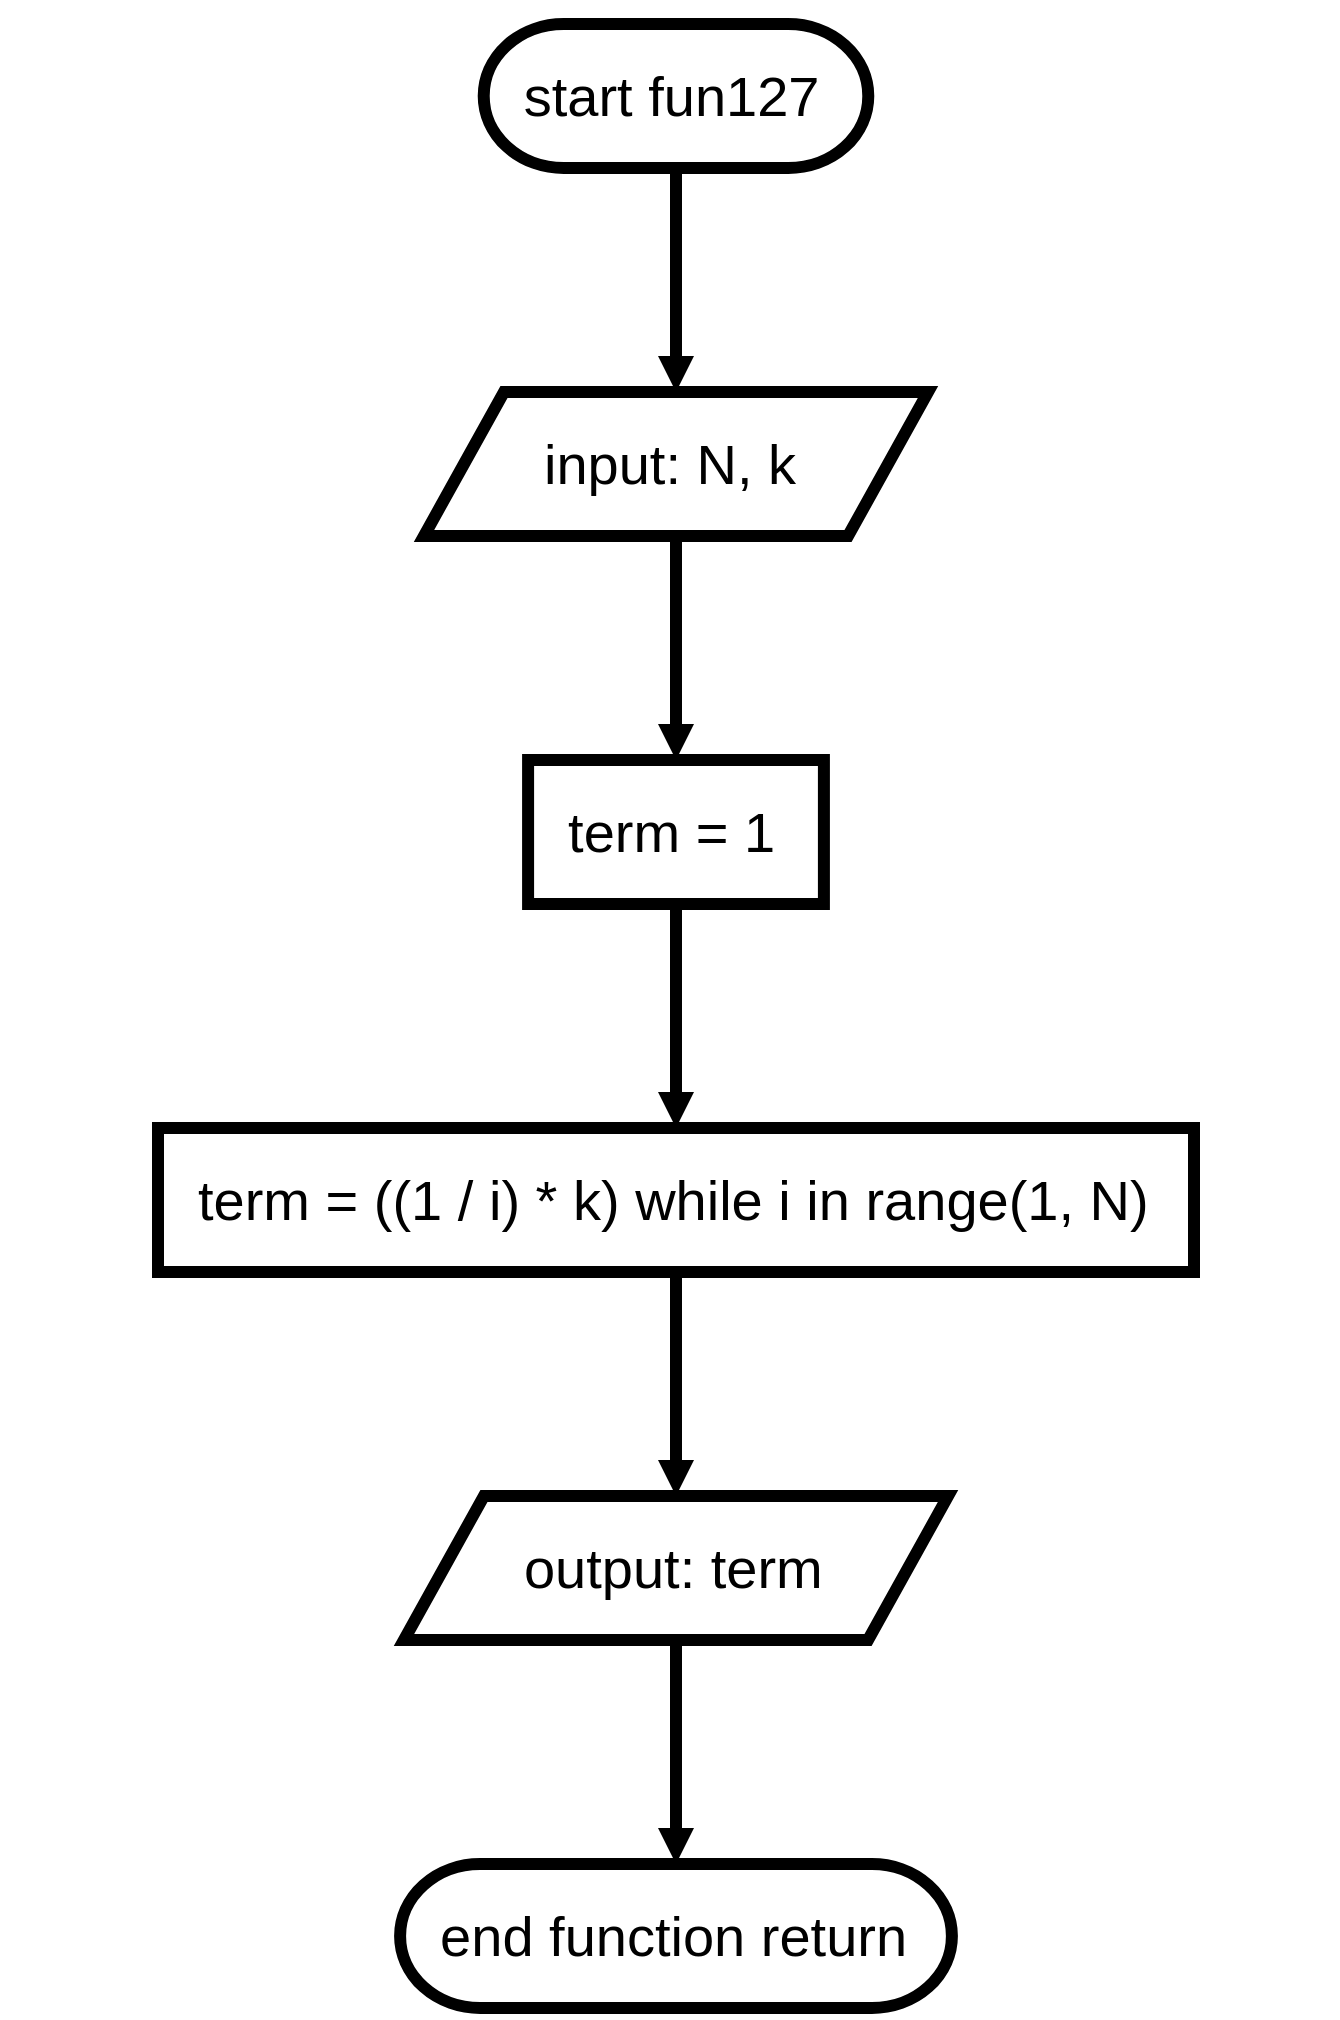 start fun127
input: N, k
term = 1
term = ((1 / i) * k) while i in range(1, N)
output: term
end function return